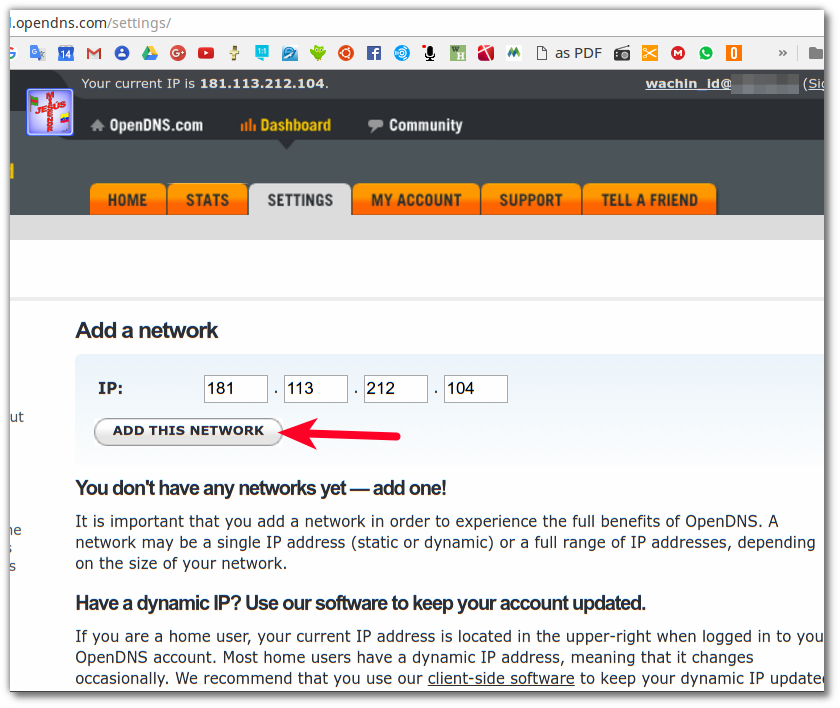 l.opendns.com/settings/
as PDF
»
Your current IP is 181.113.212.104.
wachin_id@
JESÚS
OpenDNS.com
Dashboard
Community
HOME
STATS
SETTINGS
MY ACCOUNT
SUPPORT
TELL A FRIEND
Add a network
IP:
181 . 113 . 212 . 104
ut
ADD THIS NETWORK
You don't have any networks yet — add one!
It is important that you add a network in order to experience the full benefits of OpenDNS. A
network may be a single IP address (static or dynamic) or a full range of IP addresses, depending
on the size of your network.
Have a dynamic IP? Use our software to keep your account updated.
If you are a home user, your current IP address is located in the upper-right when logged in to you
OpenDNS account. Most home users have a dynamic IP address, meaning that it changes
occasionally. We recommend that you use our client-side software to keep your dynamic IP update